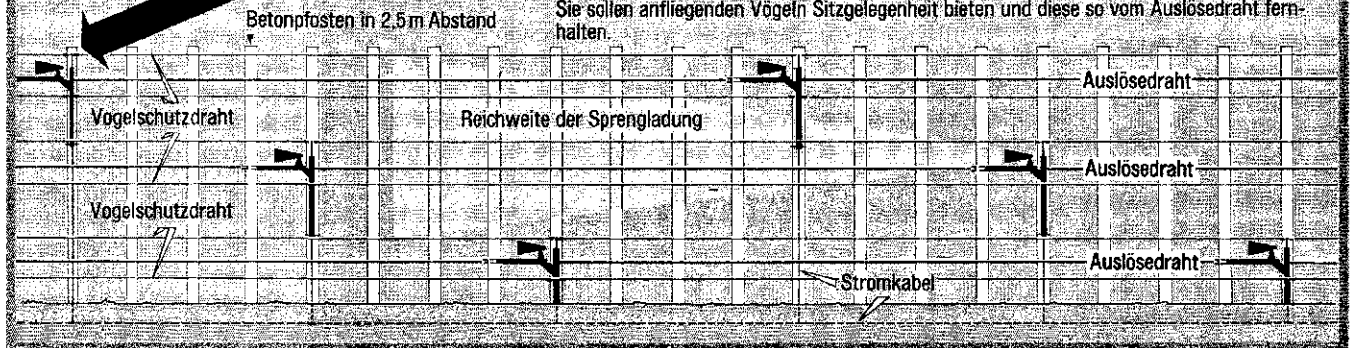 Betonpfosten in 2,5 m Abstand
Sie sollen anfliegenden Vögeln Sitzgelegenheit bieten und diese so vom Auslösedraht fern-
halten.
Auslösedraht
Vogelschutzdraht
Reichweite der Sprengladung
Auslösedraht
Vogelschutzdraht
Auslösedraht
Stromkabel